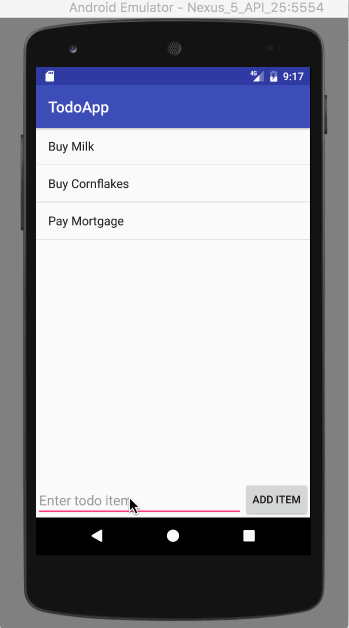 Android Emulator - Nexus_5_API_25:5554
4G 9:17
TodoApp
Buy Milk
Buy Cornflakes
Pay Mortgage
Enter todo item
ADD ITEM